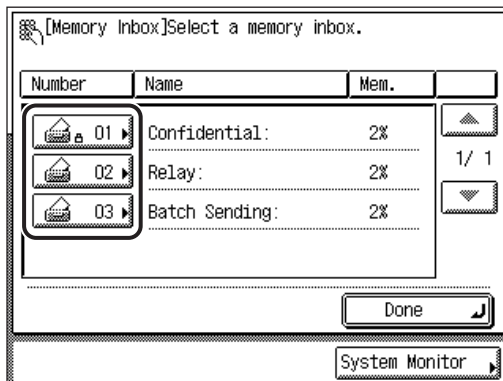 [Memory Inbox]Select a memory inbox.
Number Name Mem.
01 Confidential: 2%
02 Relay: 2%
03 Batch Sending: 2%
1/ 1
Done
System Monitor